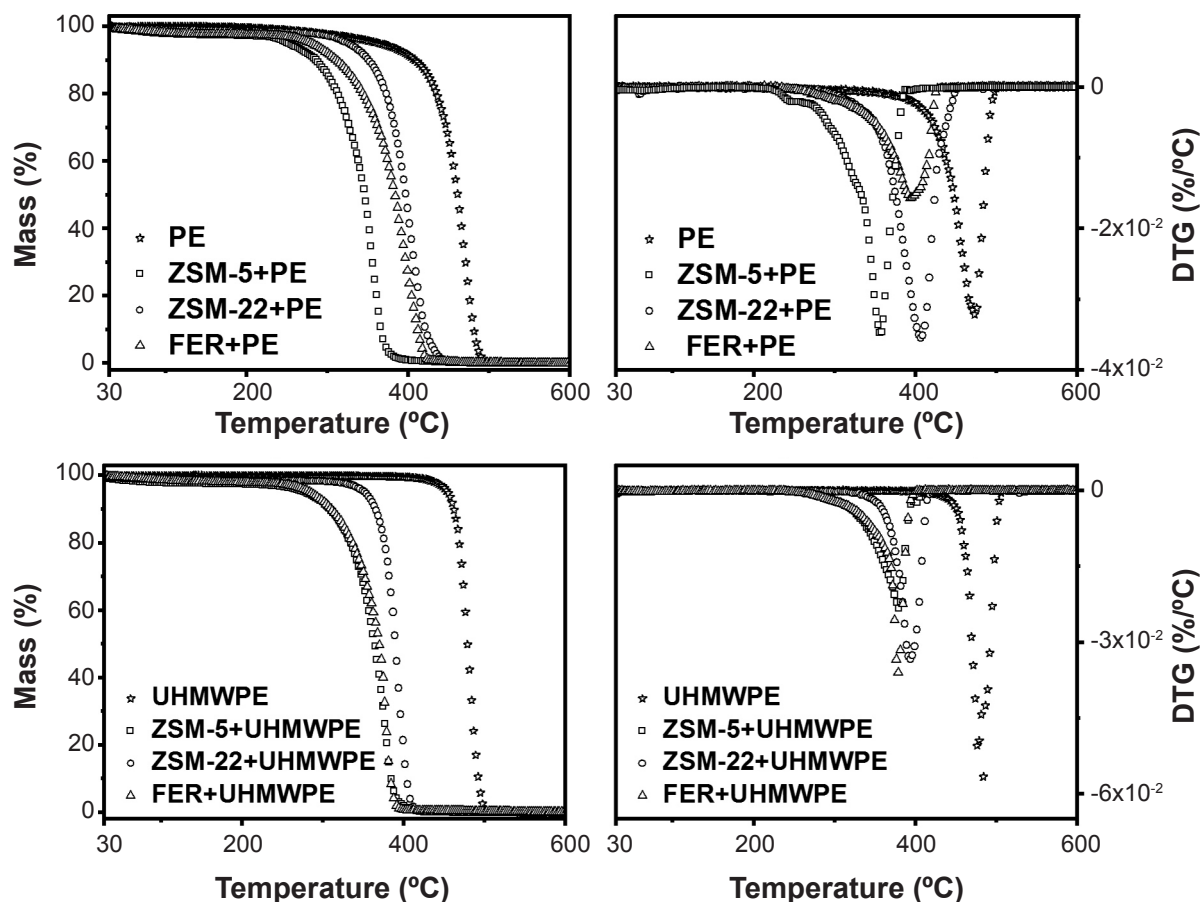 100
80
60
40
20
0
Mass (%)
PE
ZSM-5+PE
ZSM-22+PE
FER+PE
30
200
400
600
Temperature (ºC)
PE
ZSM-5+PE
ZSM-22+PE
FER+PE
0
-2x10⁻²
-4x10⁻²
DTG (%/ºC)
30
200
400
600
Temperature (ºC)
100
80
60
40
20
0
Mass (%)
UHMWPE
ZSM-5+UHMWPE
ZSM-22+UHMWPE
FER+UHMWPE
30
200
400
600
Temperature (ºC)
UHMWPE
ZSM-5+UHMWPE
ZSM-22+UHMWPE
FER+UHMWPE
0
-3x10⁻²
-6x10⁻²
DTG (%/ºC)
30
200
400
600
Temperature (ºC)